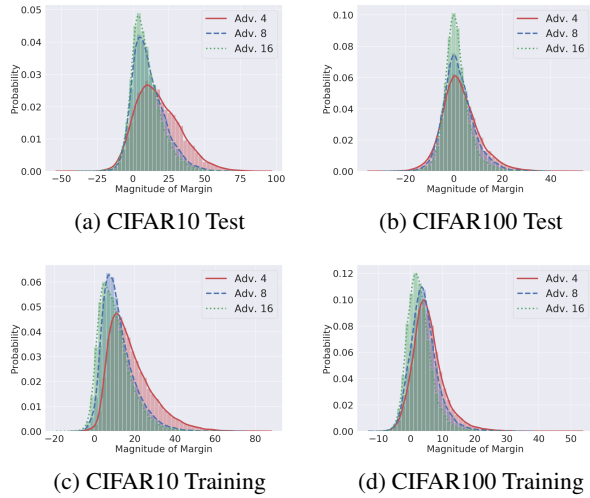 0.05
0.04
0.03
0.02
0.01
0.00
Probability
Adv. 4
Adv. 8
Adv. 16
−50 −25 0 25 50 75 100
Magnitude of Margin
(a) CIFAR10 Test
0.10
0.08
0.06
0.04
0.02
0.00
Probability
Adv. 4
Adv. 8
Adv. 16
−20 0 20 40
Magnitude of Margin
(b) CIFAR100 Test
0.06
0.05
0.04
0.03
0.02
0.01
0.00
Probability
Adv. 4
Adv. 8
Adv. 16
−20 0 20 40 60 80
Magnitude of Margin
(c) CIFAR10 Training
0.12
0.10
0.08
0.06
0.04
0.02
0.00
Probability
Adv. 4
Adv. 8
Adv. 16
−10 0 10 20 30 40 50
Magnitude of Margin
(d) CIFAR100 Training